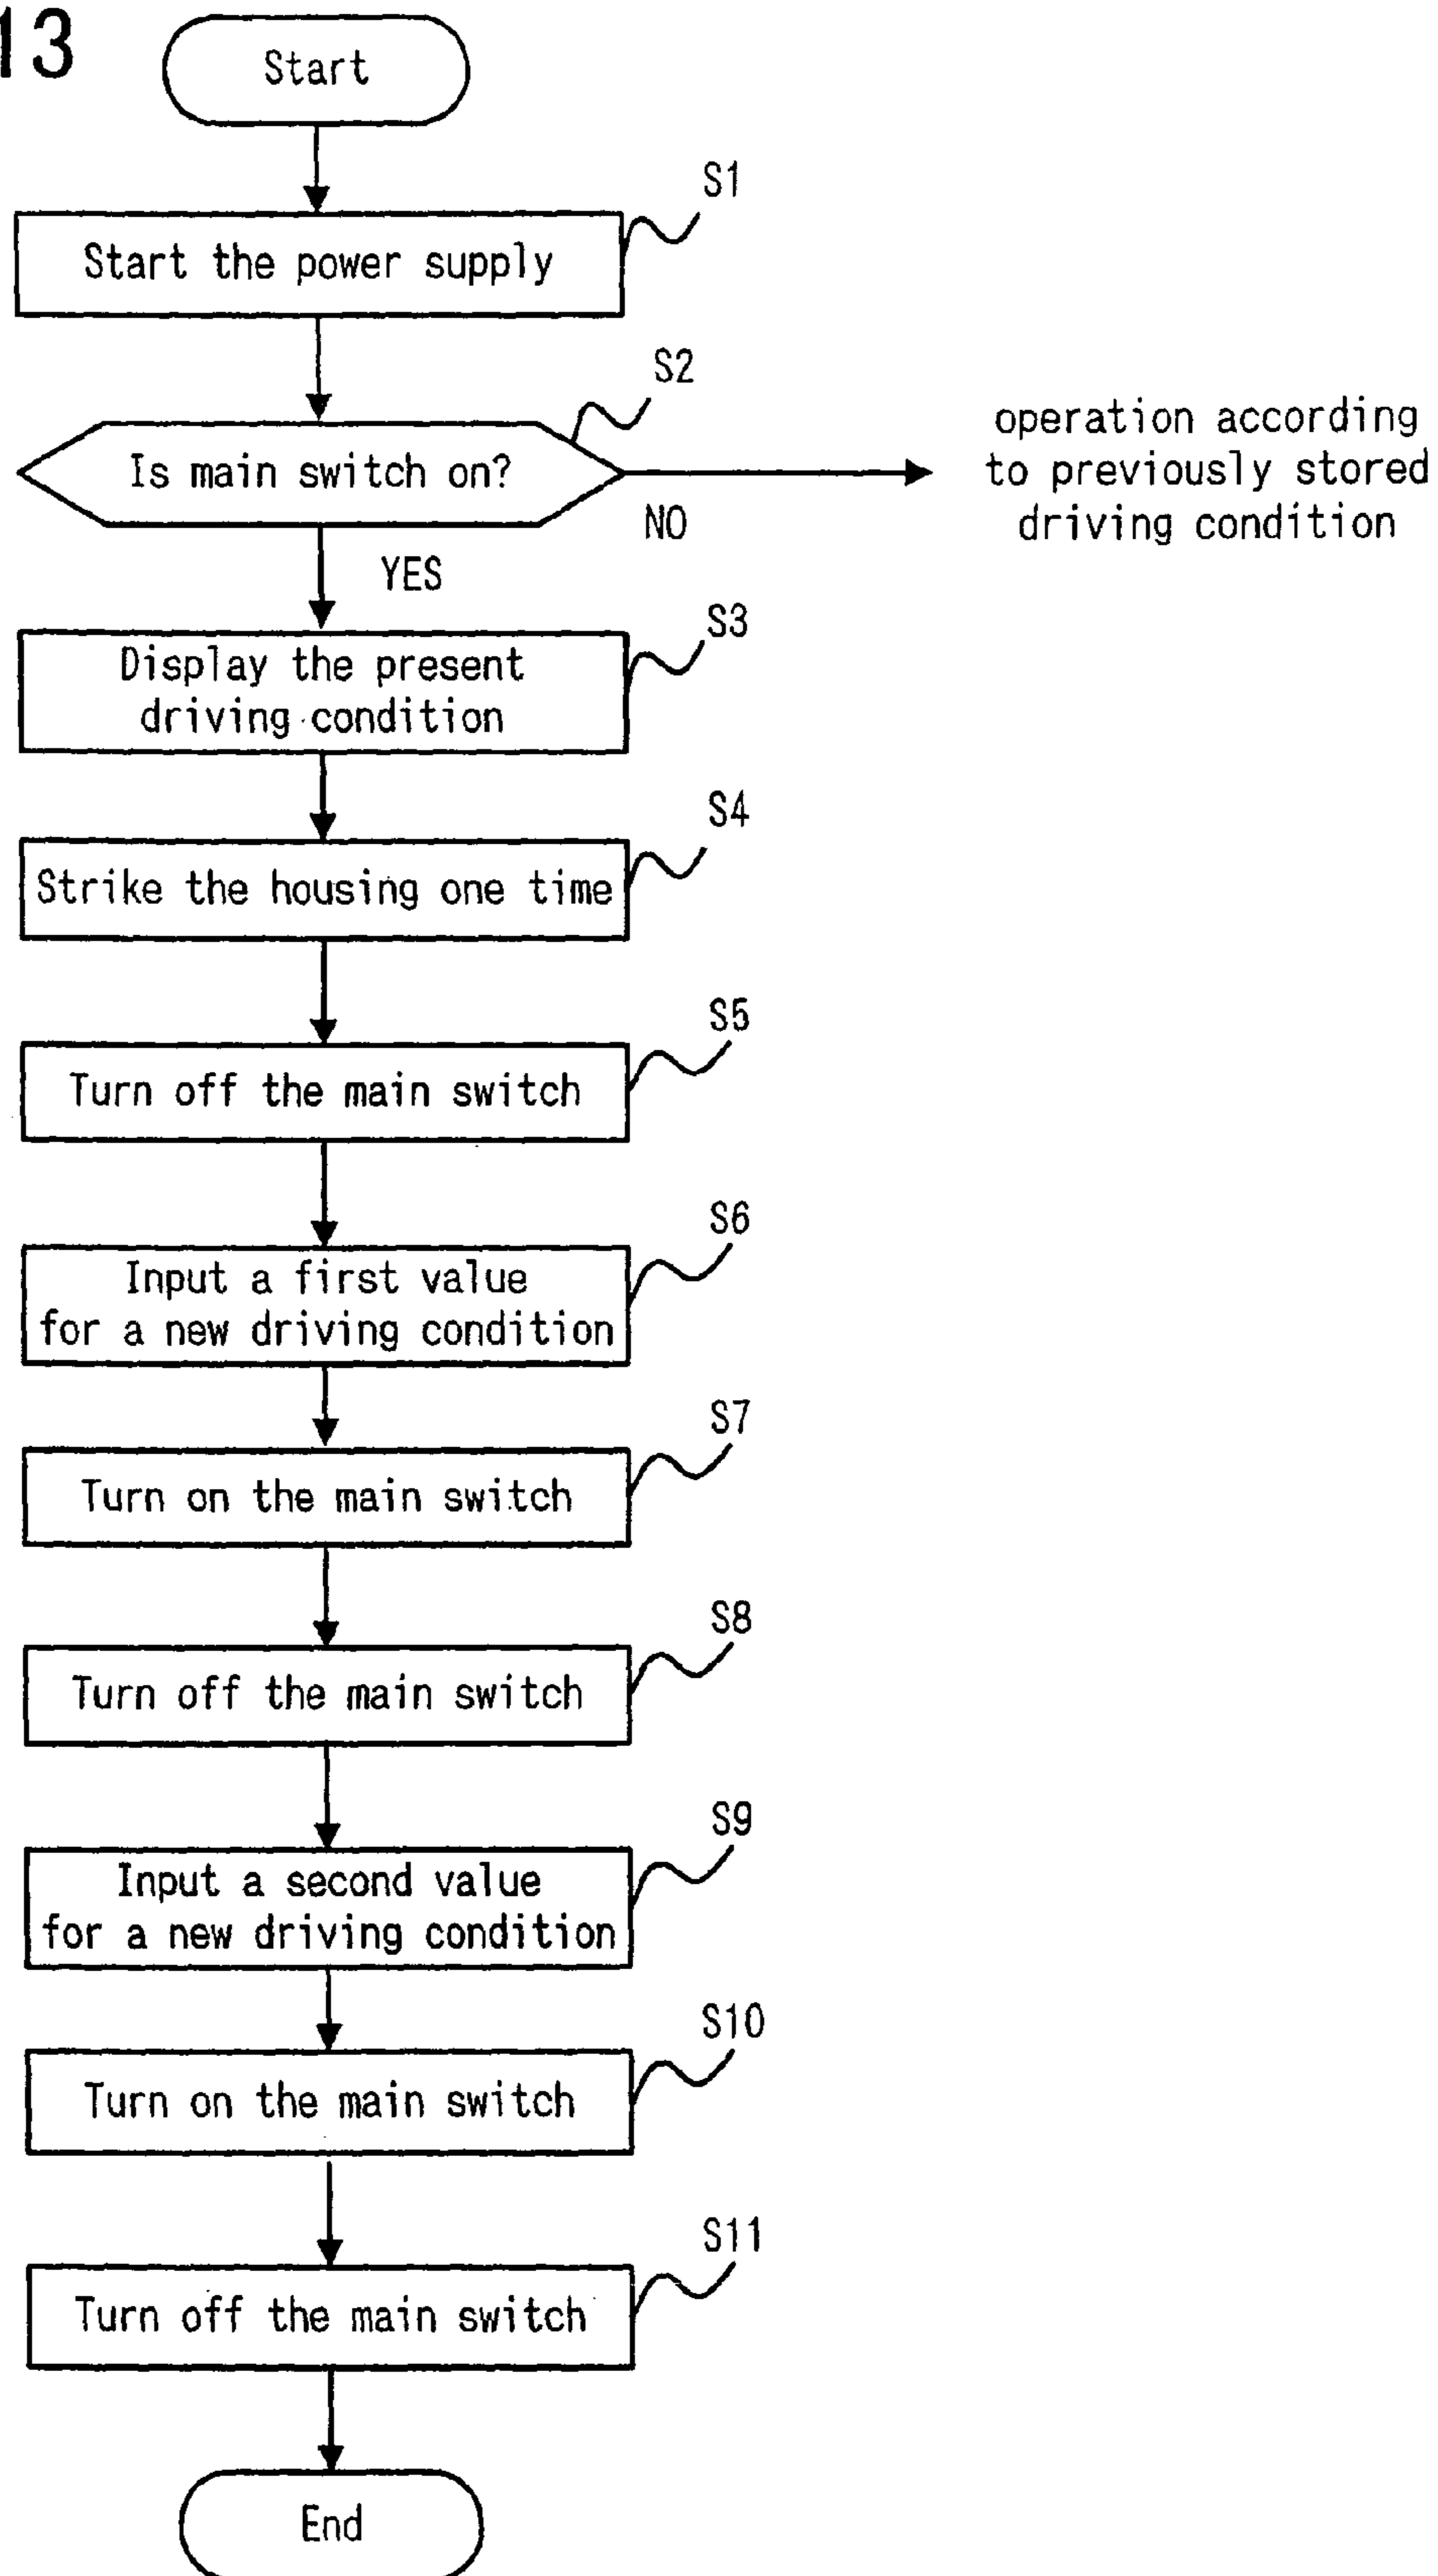 13
Start
S1
Start the power supply
S2
Is main switch on?
NO
operation according
to previously stored
driving condition
YES
S3
Display the present
driving condition
S4
Strike the housing one time
S5
Turn off the main switch
S6
Input a first value
for a new driving condition
S7
Turn on the main switch
S8
Turn off the main switch
S9
Input a second value
for a new driving condition
S10
Turn on the main switch
S11
Turn off the main switch
End